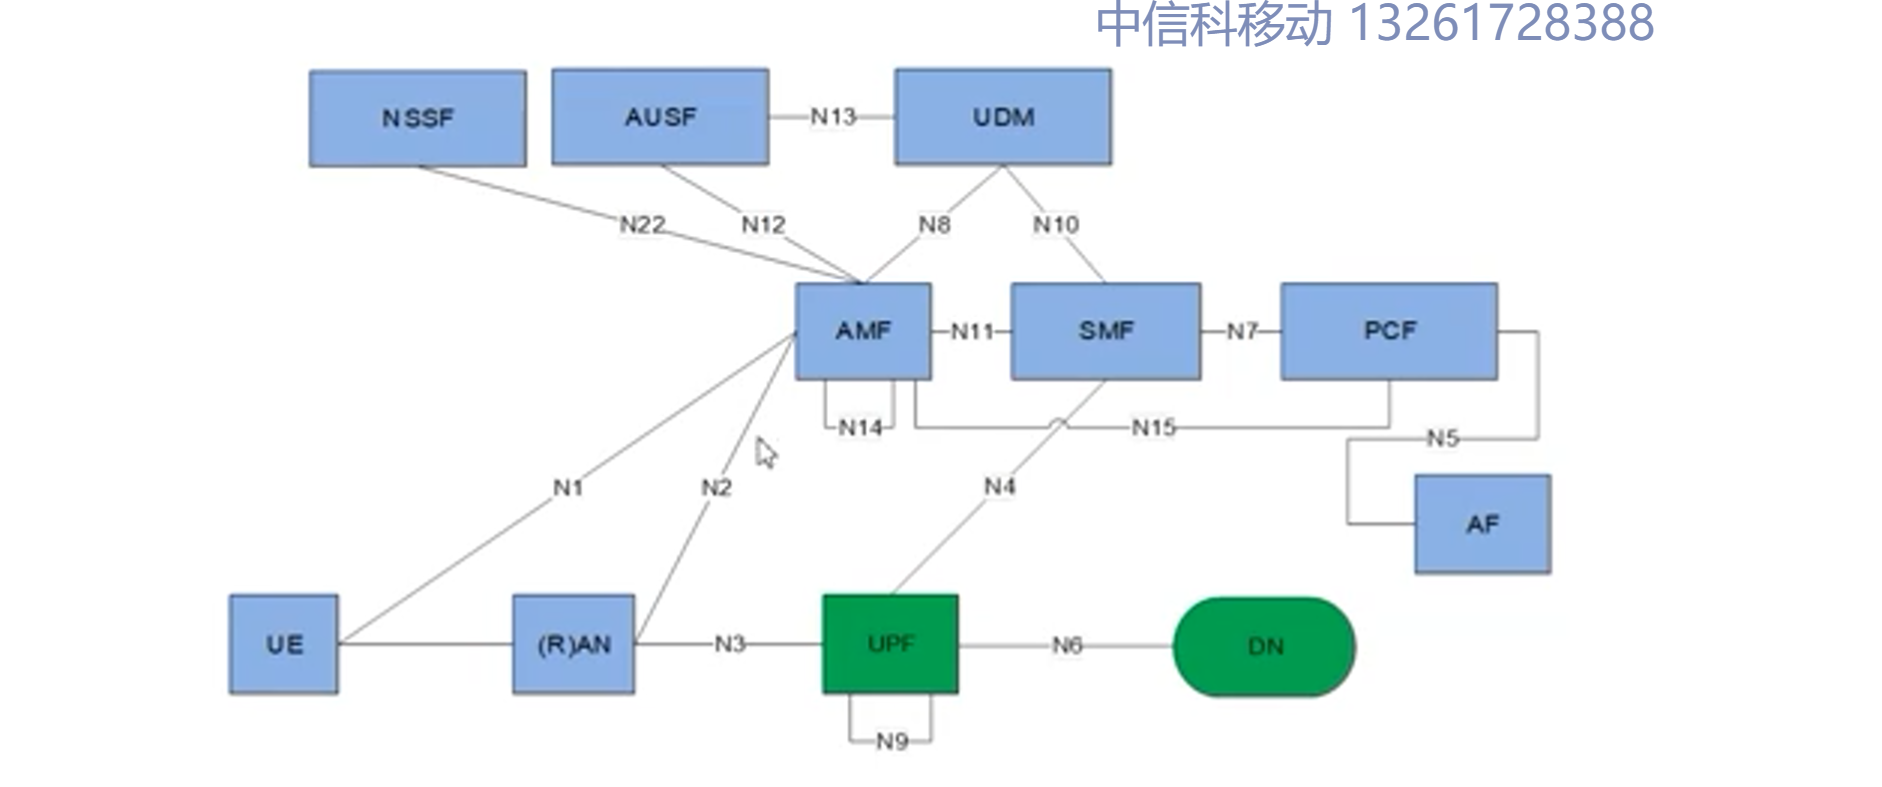 中信科移动 13261728388
NSSF
AUSF
N13
UDM
N22
N12
N8
N10
AMF
N11
SMF
N7
PCF
N14
N15
N5
N1
N2
N4
AF
UE
(R)AN
N3
UPF
N6
DN
N9